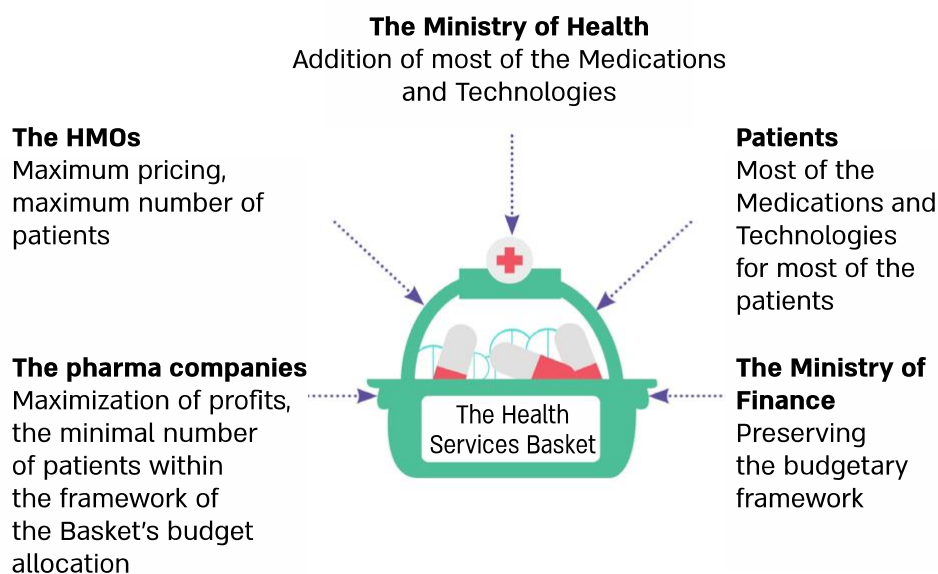 The Ministry of Health
Addition of most of the Medications
and Technologies
The HMOs
Maximum pricing,
maximum number of
patients
Patients
Most of the
Medications and
Technologies
for most of the
patients
The pharma companies
Maximization of profits,
the minimal number
of patients within
the framework of
the Basket's budget
allocation
The Ministry of
Finance
Preserving
the budgetary
framework
The Health
Services Basket